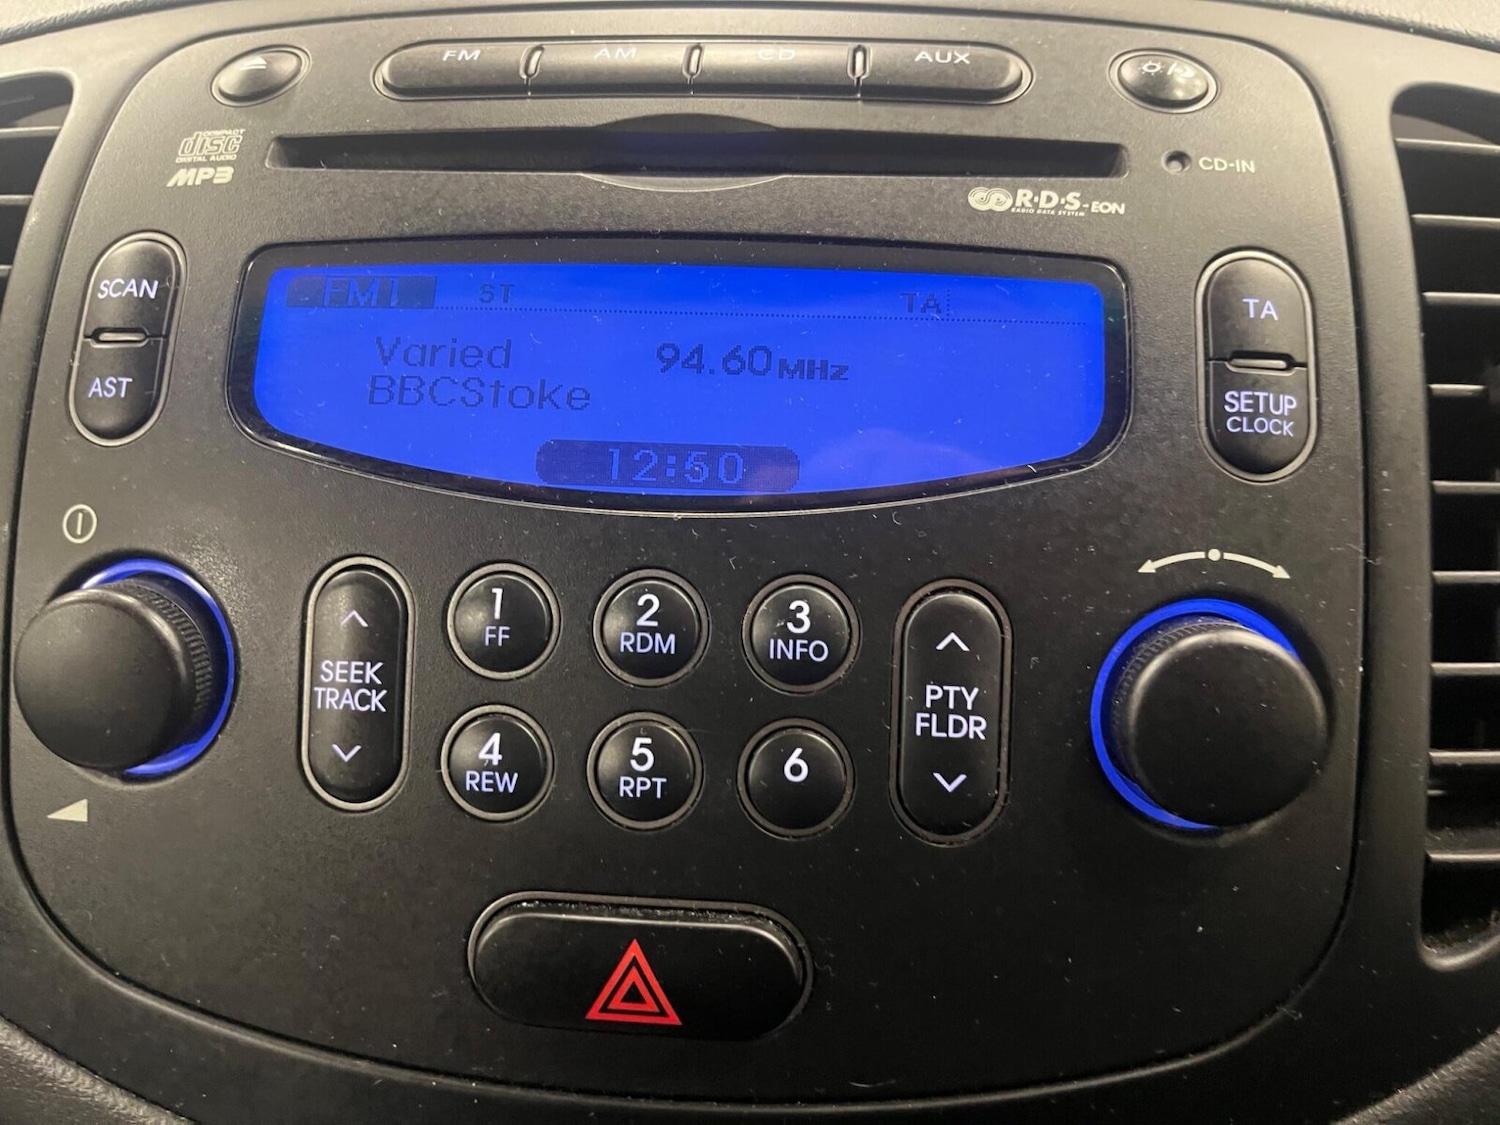 FM AM CD AUX
COMPACT
disc
DIGITAL AUDIO
MP3
CD-IN
R·D·S-EON
RADIO DATA SYSTEM
SCAN
AST
FM1 ST TA
Varied 94.60MHz
BBCStoke
12:50
TA
SETUP
CLOCK
SEEK
TRACK
1
FF
2
RDM
3
INFO
4
REW
5
RPT
6
PTY
FLDR